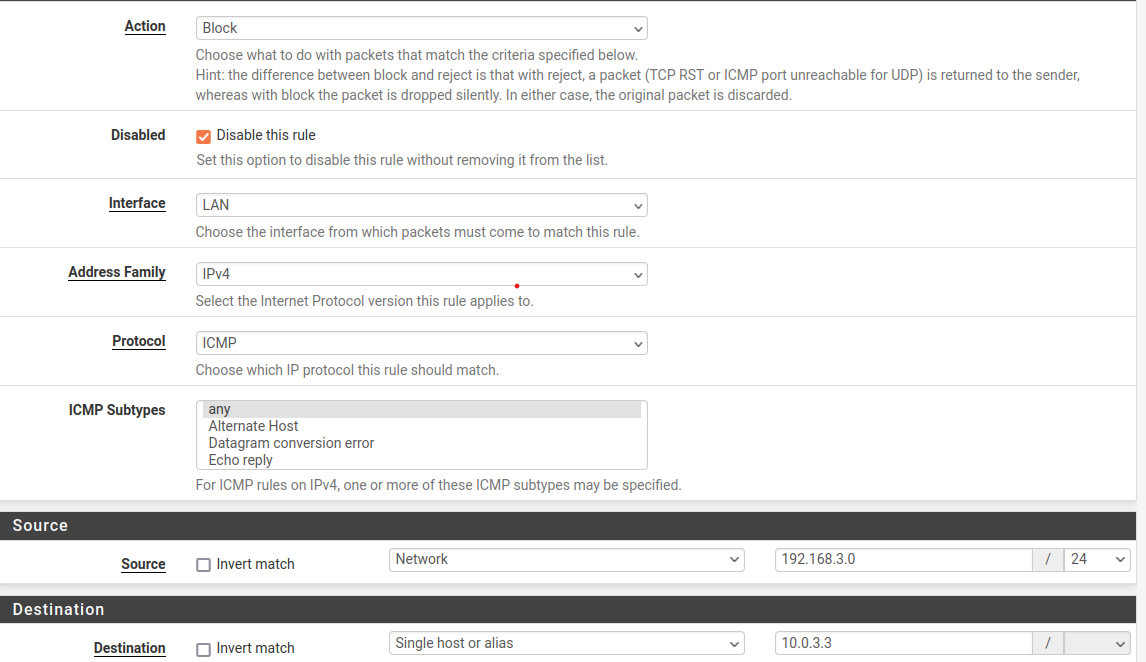 Action Block
Choose what to do with packets that match the criteria specified below.
Hint: the difference between block and reject is that with reject, a packet (TCP RST or ICMP port unreachable for UDP) is returned to the sender,
whereas with block the packet is dropped silently. In either case, the original packet is discarded.
Disabled Disable this rule
Set this option to disable this rule without removing it from the list.
Interface LAN
Choose the interface from which packets must come to match this rule.
Address Family IPv4
Select the Internet Protocol version this rule applies to.
Protocol ICMP
Choose which IP protocol this rule should match.
ICMP Subtypes any
Alternate Host
Datagram conversion error
Echo reply
For ICMP rules on IPv4, one or more of these ICMP subtypes may be specified.
Source
Source Invert match Network 192.168.3.0 / 24
Destination
Destination Invert match Single host or alias 10.0.3.3 /